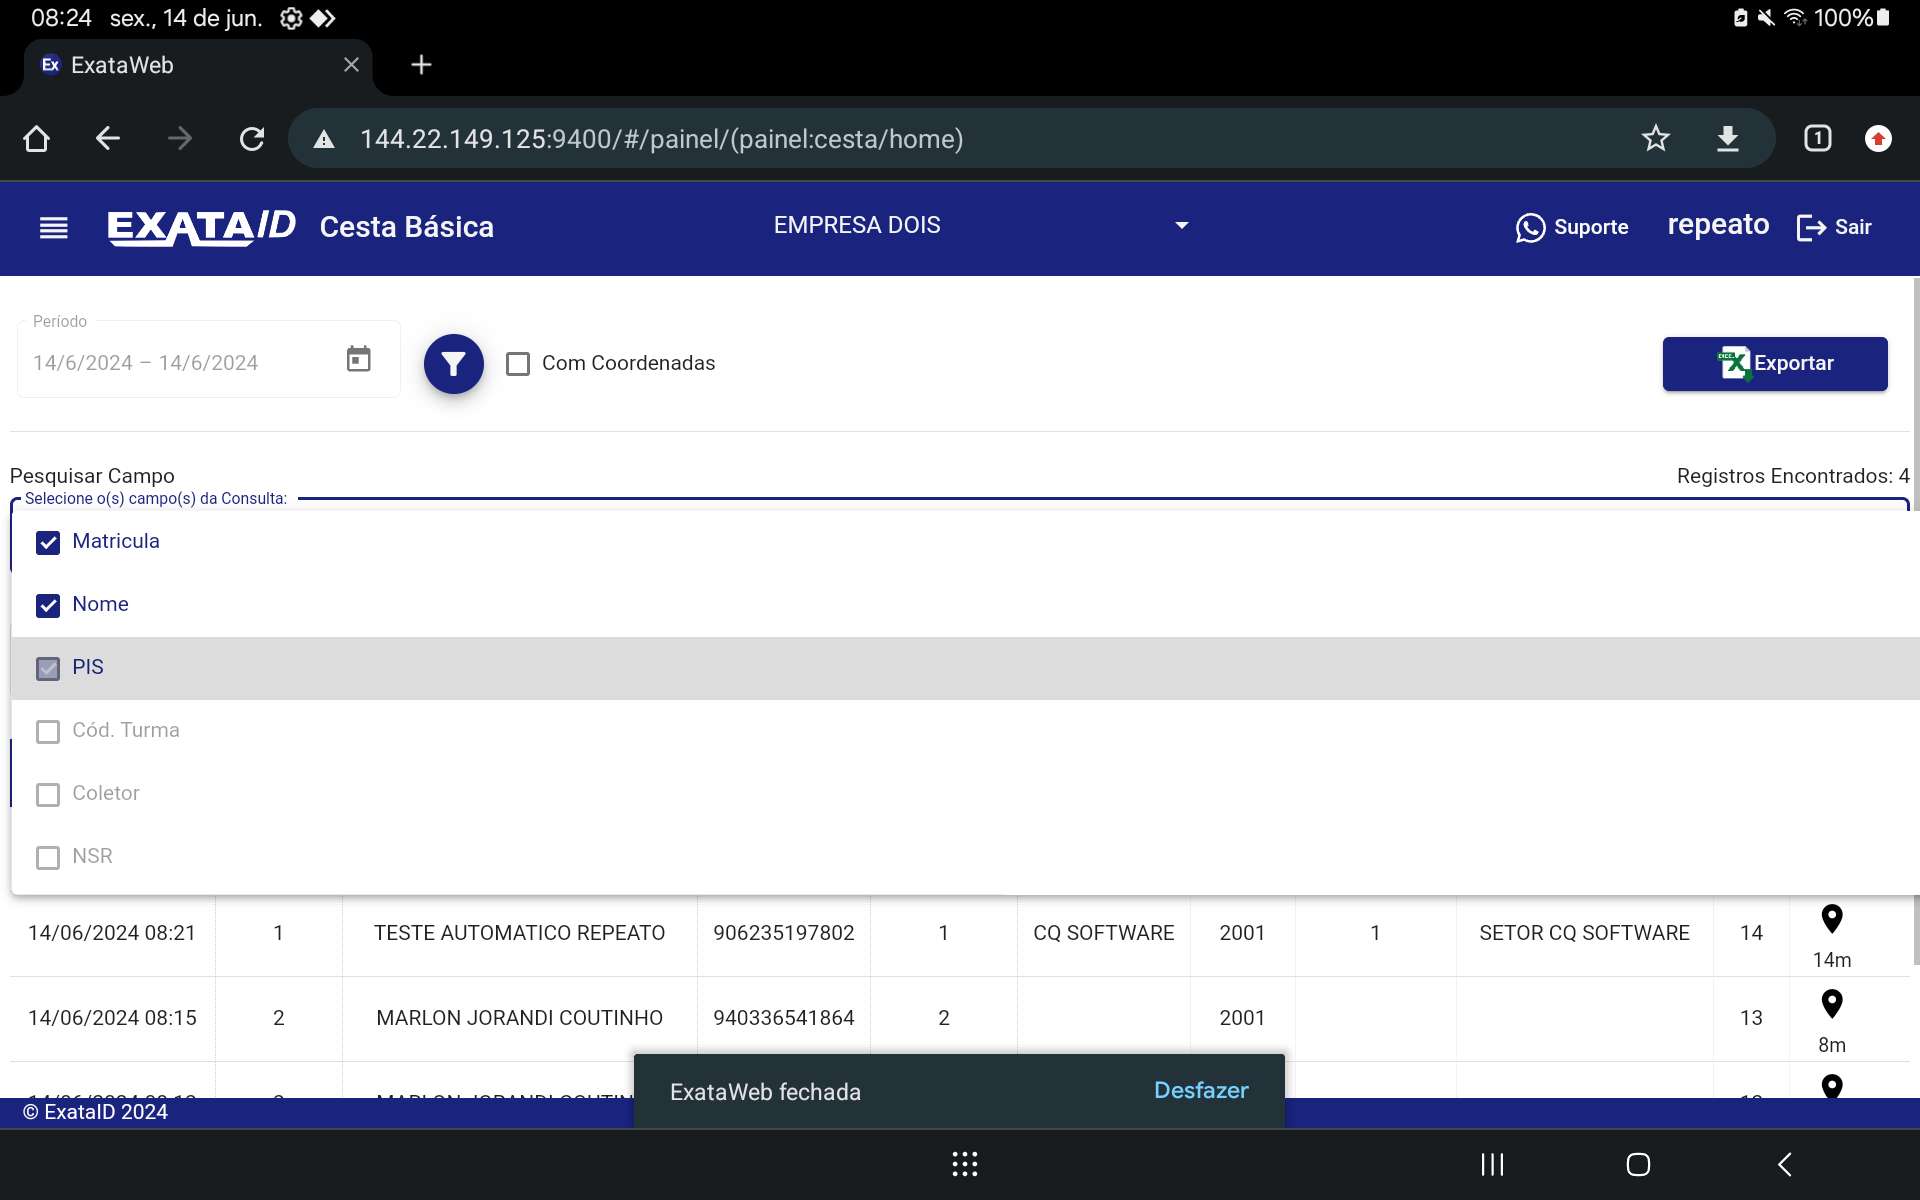 08:24 sex., 14 de jun. 100%
Ex ExataWeb
144.22.149.125:9400/#/painel/(painel:cesta/home) 1
EXATAID Cesta Básica EMPRESA DOIS Suporte repeato Sair
Período
14/6/2024 – 14/6/2024 Com Coordenadas Exportar
Pesquisar Campo Registros Encontrados: 4
Selecione o(s) campo(s) da Consulta:
Matricula
Nome
PIS
Cód. Turma
Coletor
NSR
14/06/2024 08:21 1 TESTE AUTOMATICO REPEATO 906235197802 1 CQ SOFTWARE 2001 1 SETOR CQ SOFTWARE 14
14m
14/06/2024 08:15 2 MARLON JORANDI COUTINHO 940336541864 2 2001 13
8m
ExataWeb fechada Desfazer
© ExataID 2024